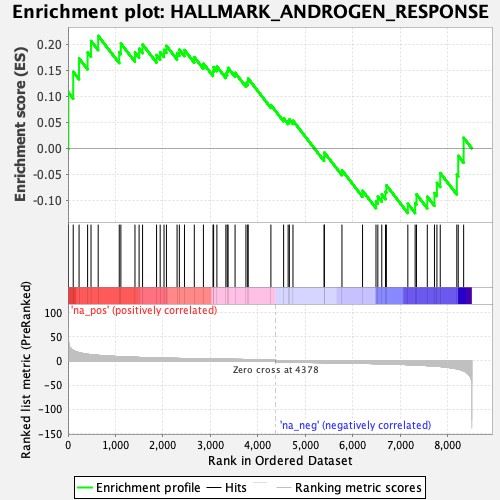 Enrichment plot: HALLMARK_ANDROGEN_RESPONSE
Enrichment score (ES)
0.20
0.15
0.10
0.05
0.00
-0.05
-0.10
'na_pos' (positively correlated)
Ranked list metric (PreRanked)
100
50
0
-50
-100
-150
Zero cross at 4378
'na_neg' (negatively correlated)
0 1,000 2,000 3,000 4,000 5,000 6,000 7,000 8,000
Rank in Ordered Dataset
Enrichment profile Hits Ranking metric scores